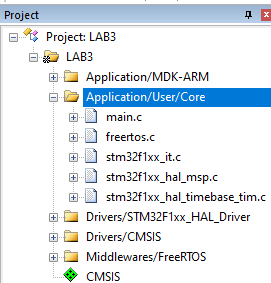 Project
Project: LAB3
LAB3
Application/MDK-ARM
Application/User/Core
main.c
freertos.c
stm32f1xx_it.c
stm32f1xx_hal_msp.c
stm32f1xx_hal_timebase_tim.c
Drivers/STM32F1xx_HAL_Driver
Drivers/CMSIS
Middlewares/FreeRTOS
CMSIS